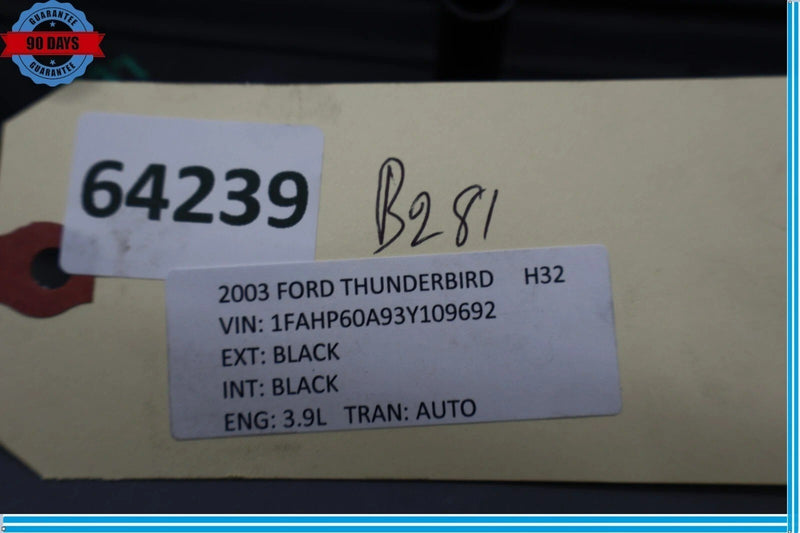 GUARANTEE
90 DAYS
GUARANTEE
64239
B281
2003 FORD THUNDERBIRD H32
VIN: 1FAHP60A93Y109692
EXT: BLACK
INT: BLACK
ENG: 3.9L TRAN: AUTO